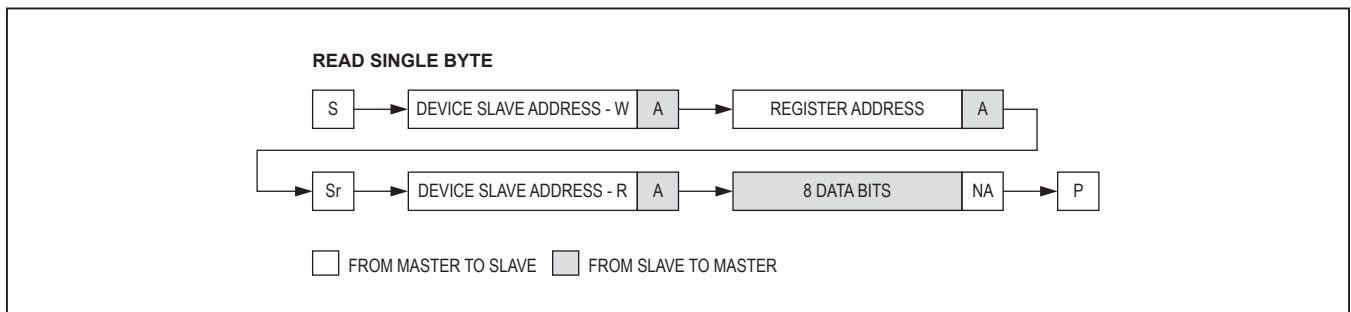 READ SINGLE BYTE
S DEVICE SLAVE ADDRESS - W A REGISTER ADDRESS A
Sr DEVICE SLAVE ADDRESS - R A 8 DATA BITS NA P
FROM MASTER TO SLAVE FROM SLAVE TO MASTER